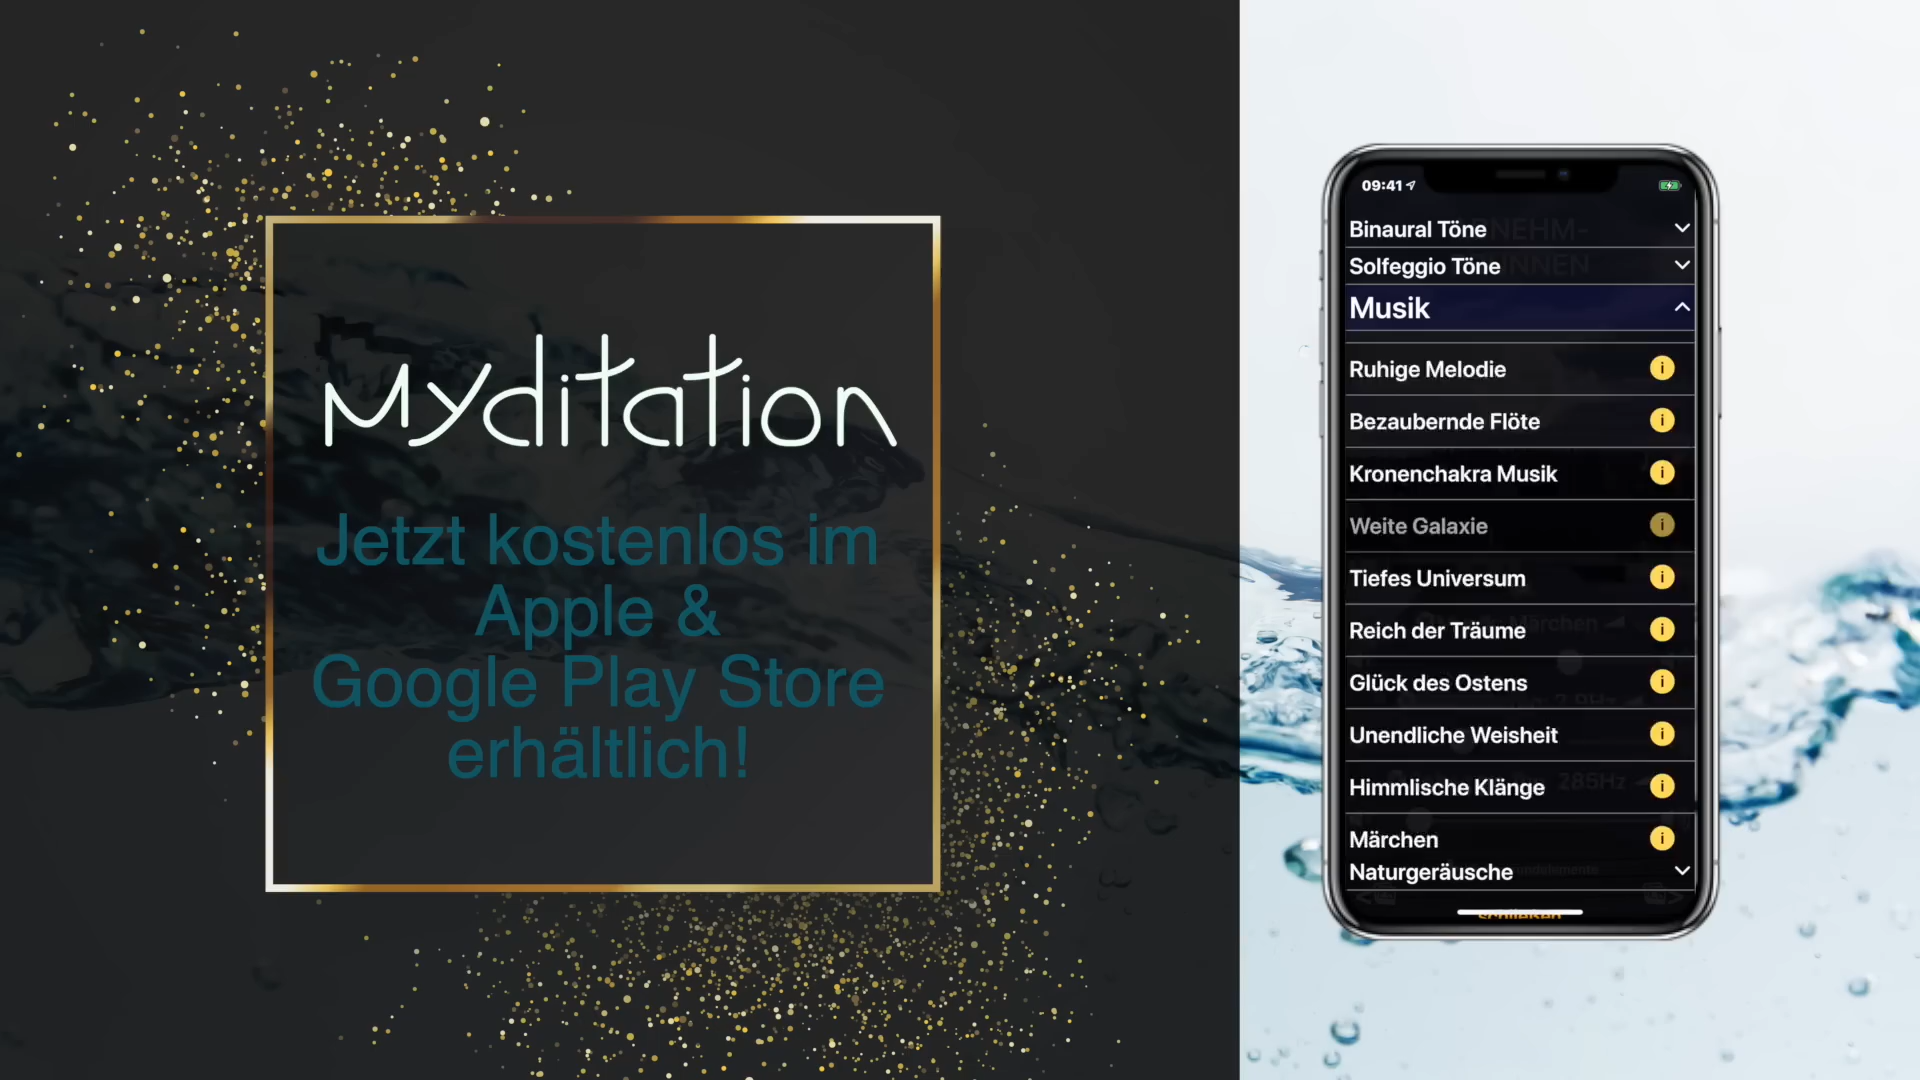 Myditation
Jetzt kostenlos im
Apple &
Google Play Store
erhältlich!
09:41
Binaural Töne
Solfeggio Töne
Musik
Ruhige Melodie
Bezaubernde Flöte
Kronenchakra Musik
Weite Galaxie
Tiefes Universum
Reich der Träume
Glück des Ostens
Unendliche Weisheit
Himmlische Klänge
Märchen
Naturgeräusche